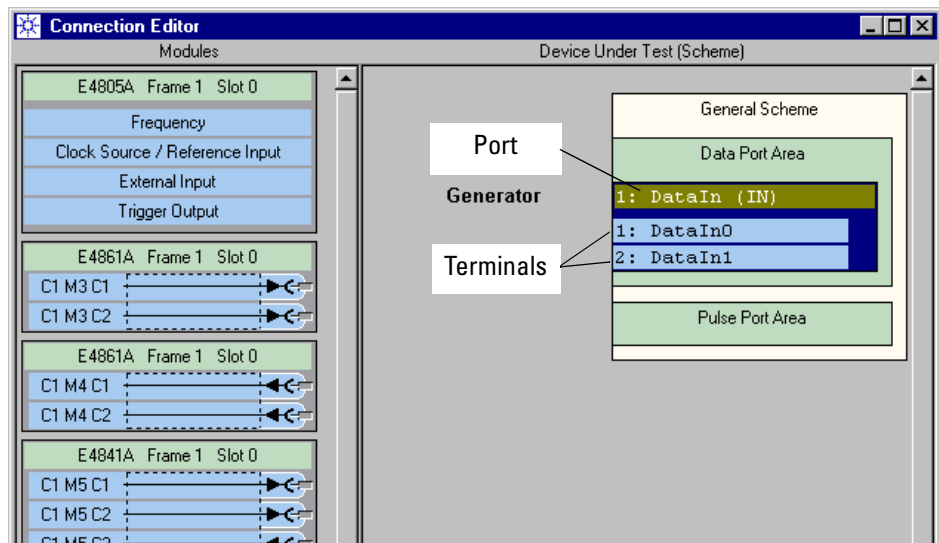 Connection Editor
Modules
Device Under Test (Scheme)
E4805A Frame 1 Slot 0
Frequency
Clock Source / Reference Input
External Input
Trigger Output
E4861A Frame 1 Slot 0
C1 M3 C1
C1 M3 C2
E4861A Frame 1 Slot 0
C1 M4 C1
C1 M4 C2
E4841A Frame 1 Slot 0
C1 M5 C1
C1 M5 C2
General Scheme
Data Port Area
Port
Generator
1: DataIn (IN)
1: DataIn0
2: DataIn1
Terminals
Pulse Port Area